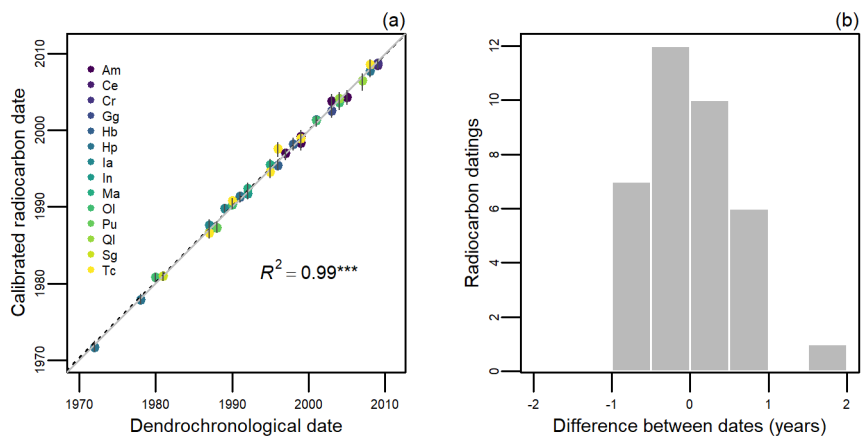 (a)
Calibrated radiocarbon date
2010
2000
1990
1980
1970
Am
Ce
Cr
Gg
Hb
Hp
Ia
In
Ma
Ol
Pu
Ql
Sg
Tc
R² = 0.99***
1970 1980 1990 2000 2010
Dendrochronological date
(b)
Radiocarbon datings
12
10
8
6
4
2
0
-2 -1 0 1 2
Difference between dates (years)